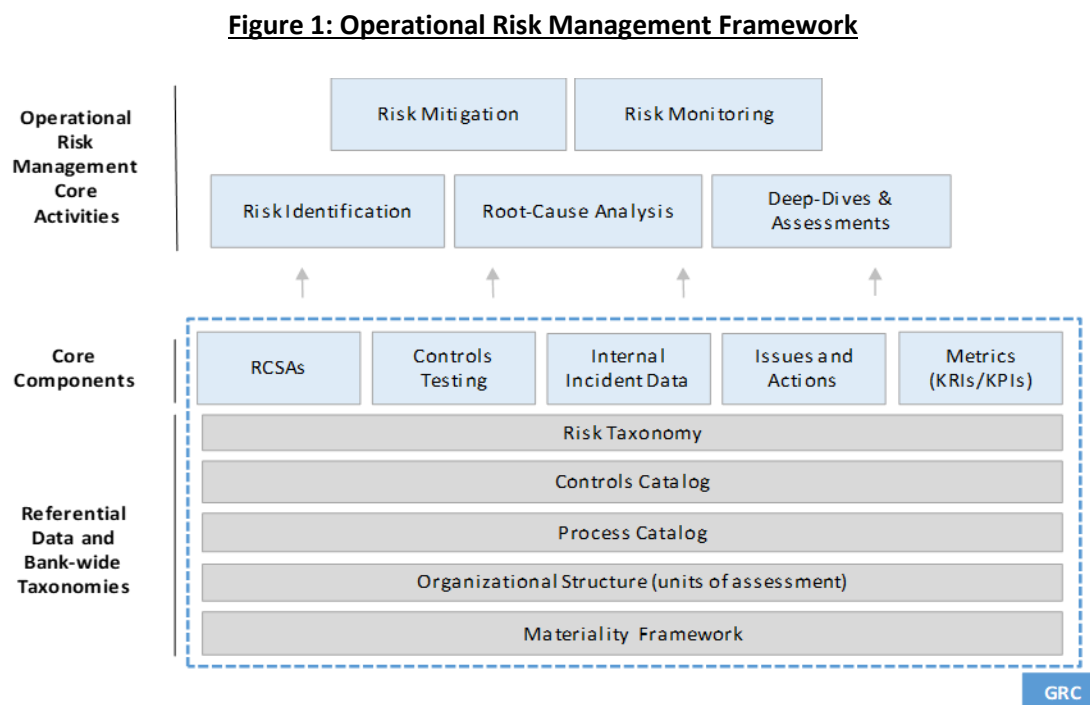 Figure 1: Operational Risk Management Framework
Operational
Risk
Management
Core
Activities
Risk Mitigation
Risk Monitoring
Risk Identification
Root-Cause Analysis
Deep-Dives &
Assessments
Core
Components
RCSAs
Controls
Testing
Internal
Incident Data
Issues and
Actions
Metrics
(KRIs/KPIs)
Referential
Data and
Bank-wide
Taxonomies
Risk Taxonomy
Controls Catalog
Process Catalog
Organizational Structure (units of assessment)
Materiality Framework
GRC